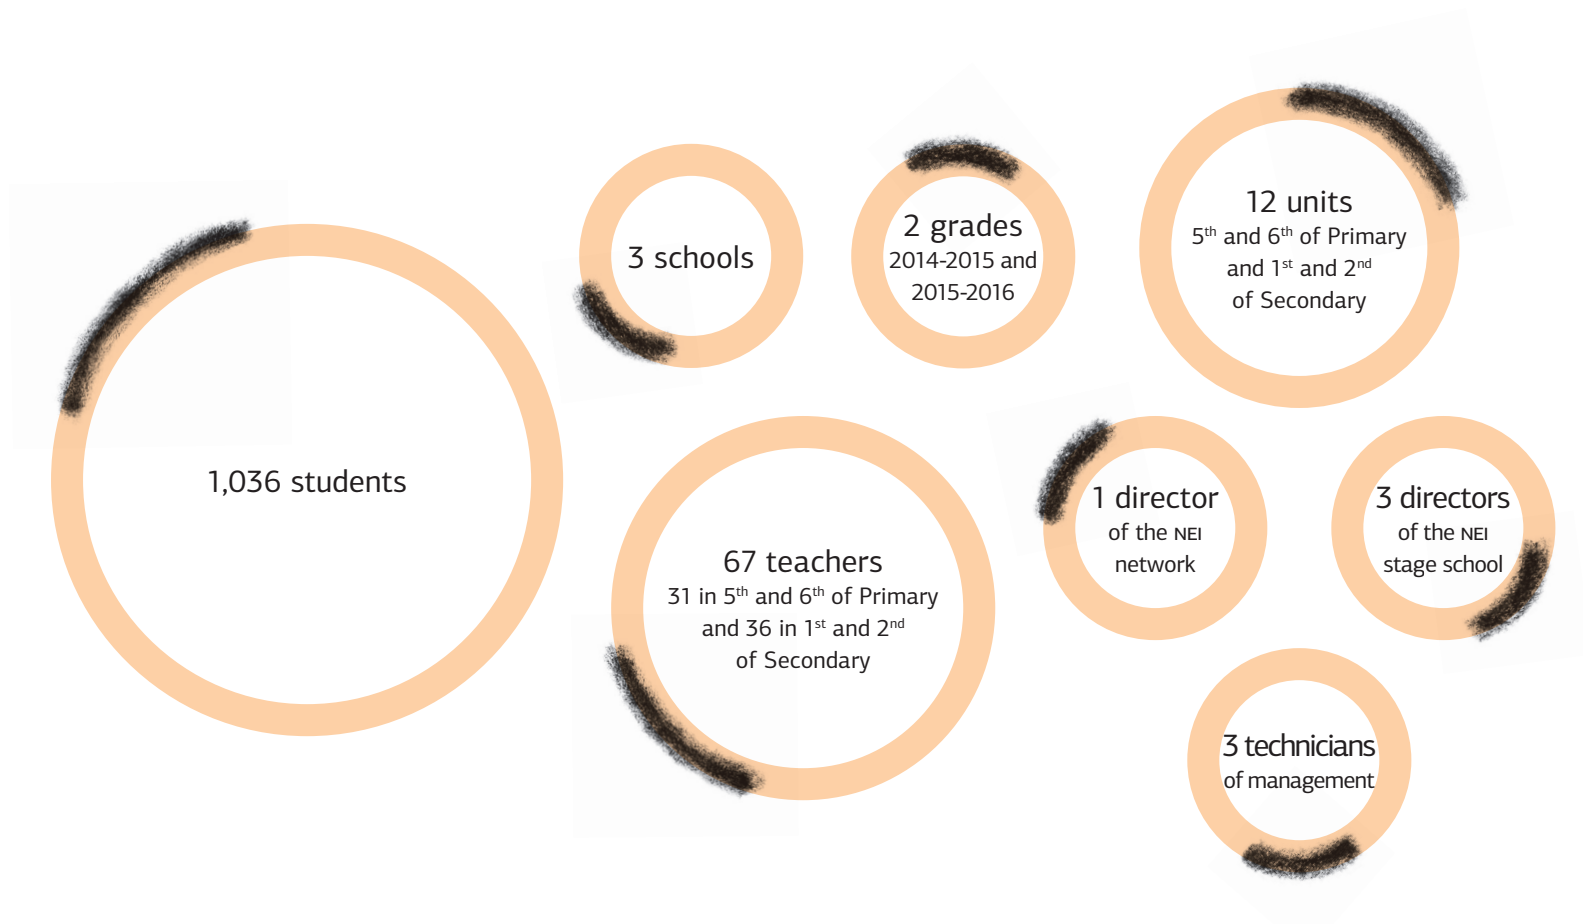 1,036 students
3 schools
2 grades
2014-2015 and
2015-2016
12 units
5th and 6th of Primary
and 1st and 2nd
of Secondary
67 teachers
31 in 5th and 6th of Primary
and 36 in 1st and 2nd
of Secondary
1 director
of the NEI
network
3 directors
of the NEI
stage school
3 technicians
of management